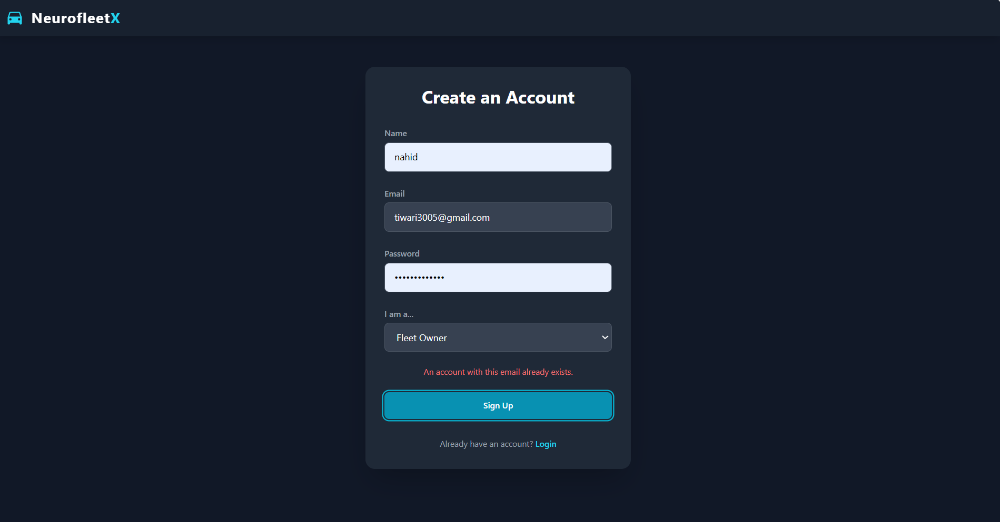 NeurofleetX
Create an Account
Name
nahid
Email
tiwari3005@gmail.com
Password
•••••••••••••
I am a...
Fleet Owner
An account with this email already exists.
Sign Up
Already have an account? Login